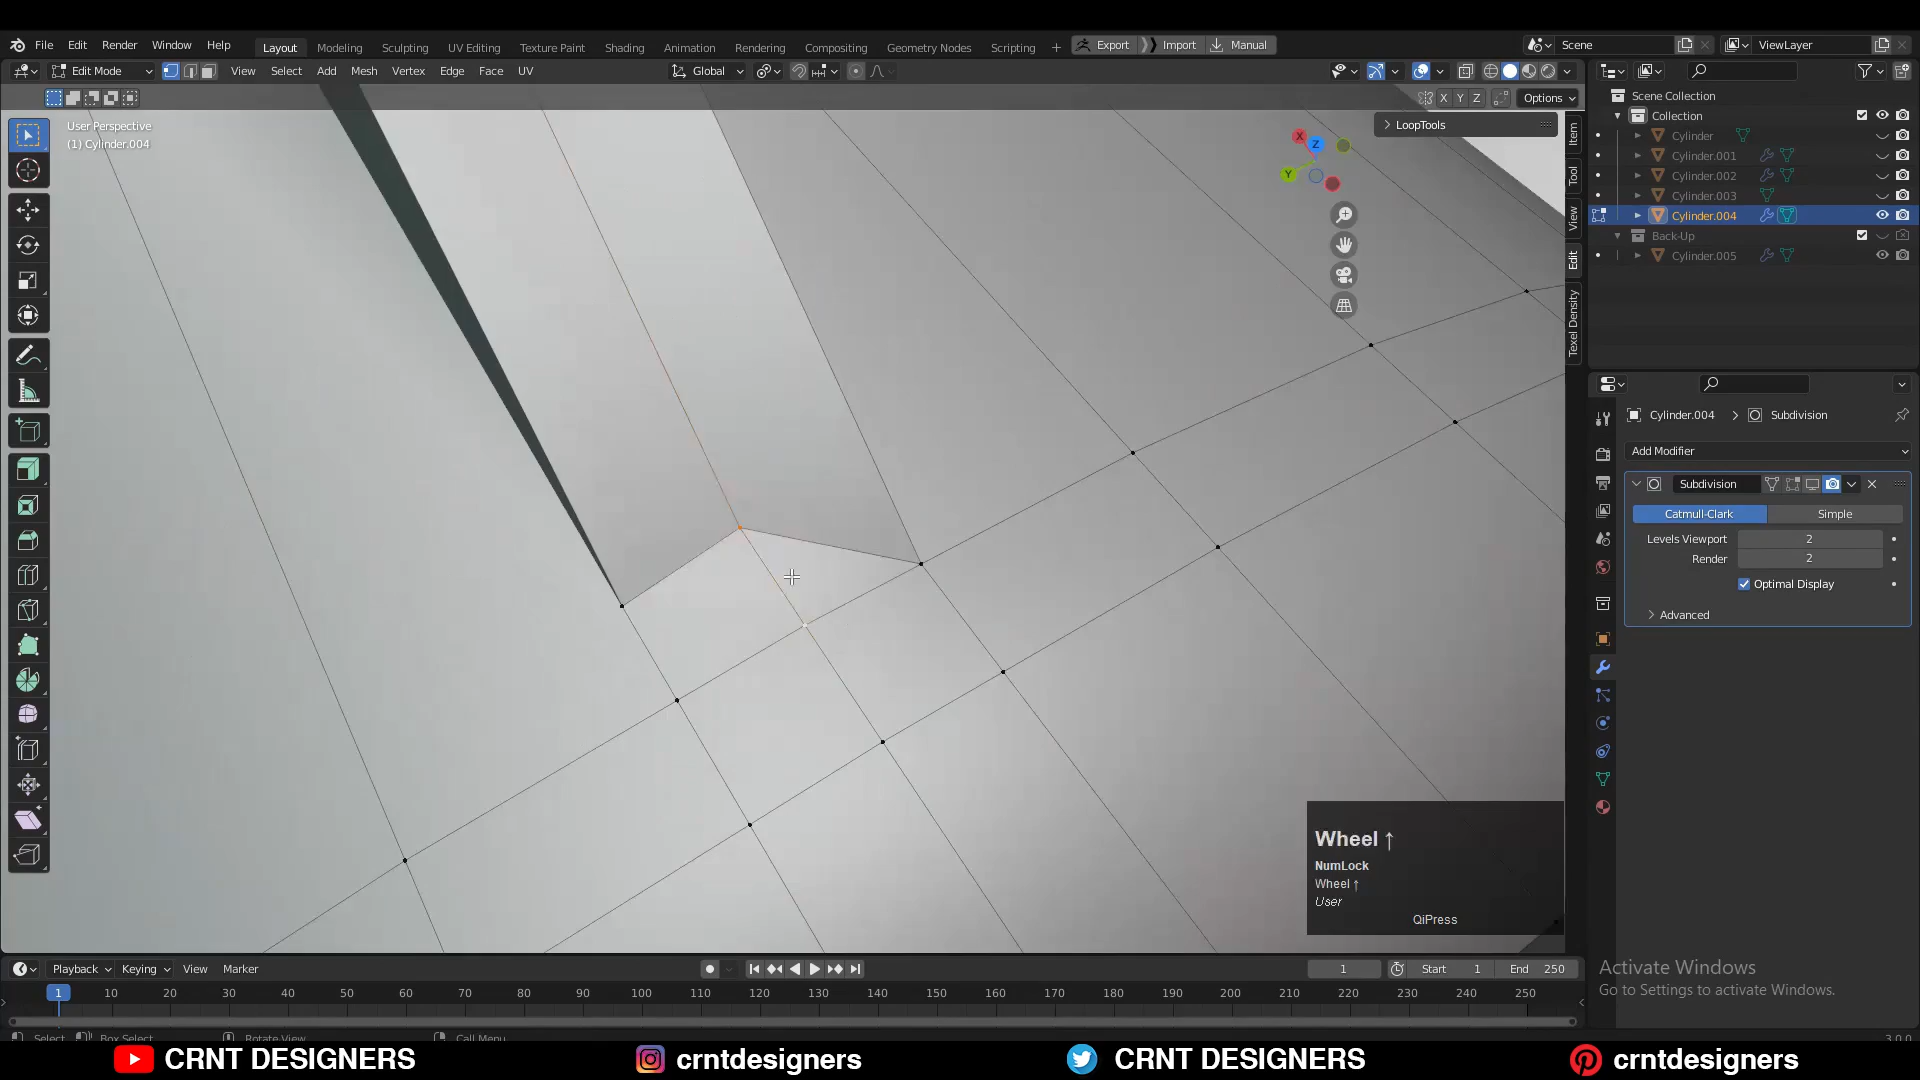 File Edit Render Window Help
Layout Modeling Sculpting UV Editing Texture Paint Shading Animation Rendering Compositing Geometry Nodes Scripting +
Export Import Manual
Scene ViewLayer
Edit Mode View Select Add Mesh Vertex Edge Face UV
Global
X Y Z Options
User Perspective
(1) Cylinder.004
LoopTools
X
Z
Y
Item
Tool
View
Edit
Texel Density
Scene Collection
Collection
Cylinder
Cylinder.001
Cylinder.002
Cylinder.003
Cylinder.004
Back-Up
Cylinder.005
Cylinder.004 > Subdivision
Add Modifier
Subdivision
Catmull-Clark Simple
Levels Viewport 2
Render 2
Optimal Display
Advanced
Wheel ↑
NumLock
Wheel ↑
User
QiPress
Activate Windows
Go to Settings to activate Windows.
Playback Keying View Marker
1 Start 1 End 250
1 10 20 30 40 50 60 70 80 90 100 110 120 130 140 150 160 170 180 190 200 210 220 230 240 250
Select Box Select Rotate View Call Menu
3.0.0
CRNT DESIGNERS crntdesigners CRNT DESIGNERS crntdesigners